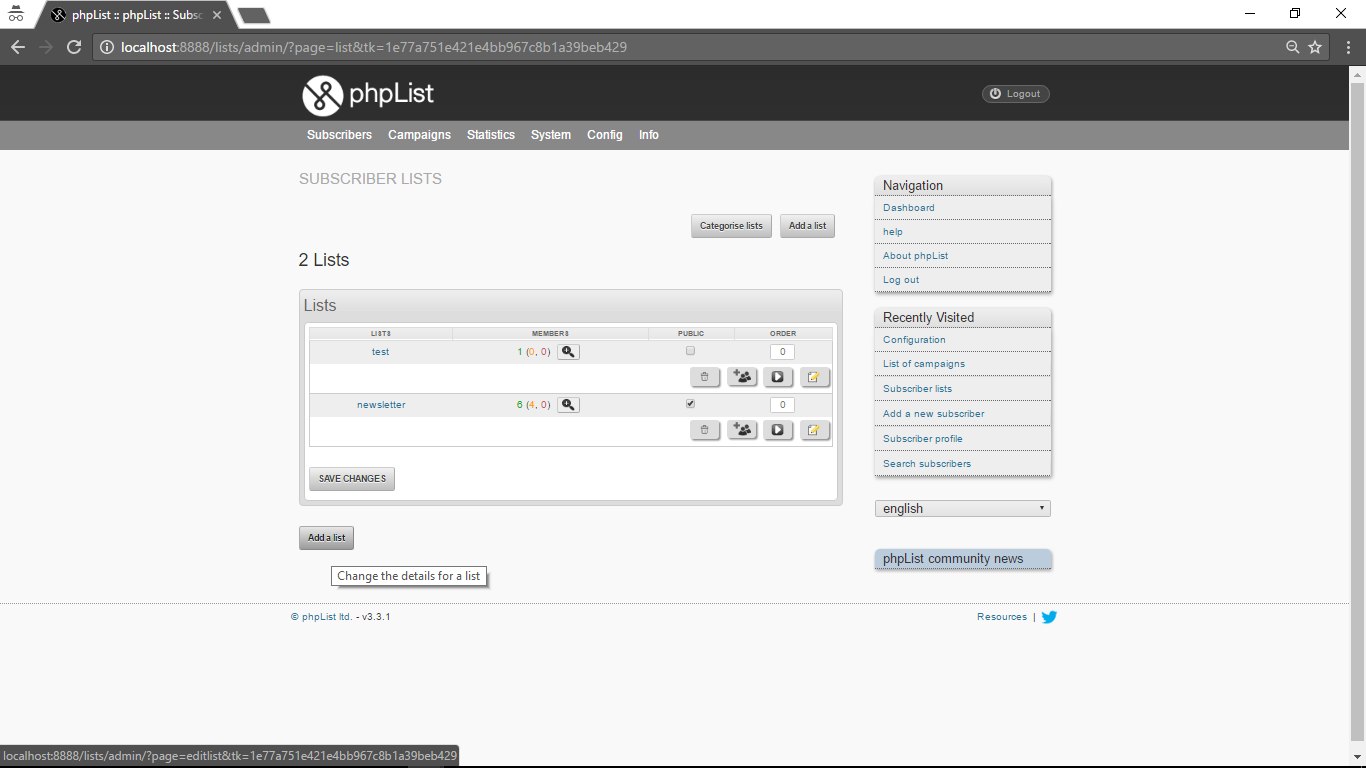 phpList :: phpList :: Subsc
localhost:8888/lists/admin/?page=list&tk=1e77a751e421e4bb967c8b1a39beb429
phpList
Logout
Subscribers Campaigns Statistics System Config Info
SUBSCRIBER LISTS
Categorise lists Add a list
2 Lists
Lists
LISTS MEMBERS PUBLIC ORDER
test 1 (0, 0) 0
newsletter 6 (4, 0) 0
SAVE CHANGES
Add a list
Change the details for a list
Navigation
Dashboard
help
About phpList
Log out
Recently Visited
Configuration
List of campaigns
Subscriber lists
Add a new subscriber
Subscriber profile
Search subscribers
english
phpList community news
© phpList ltd. - v3.3.1
Resources |
localhost:8888/lists/admin/?page=editlist&tk=1e77a751e421e4bb967c8b1a39beb429